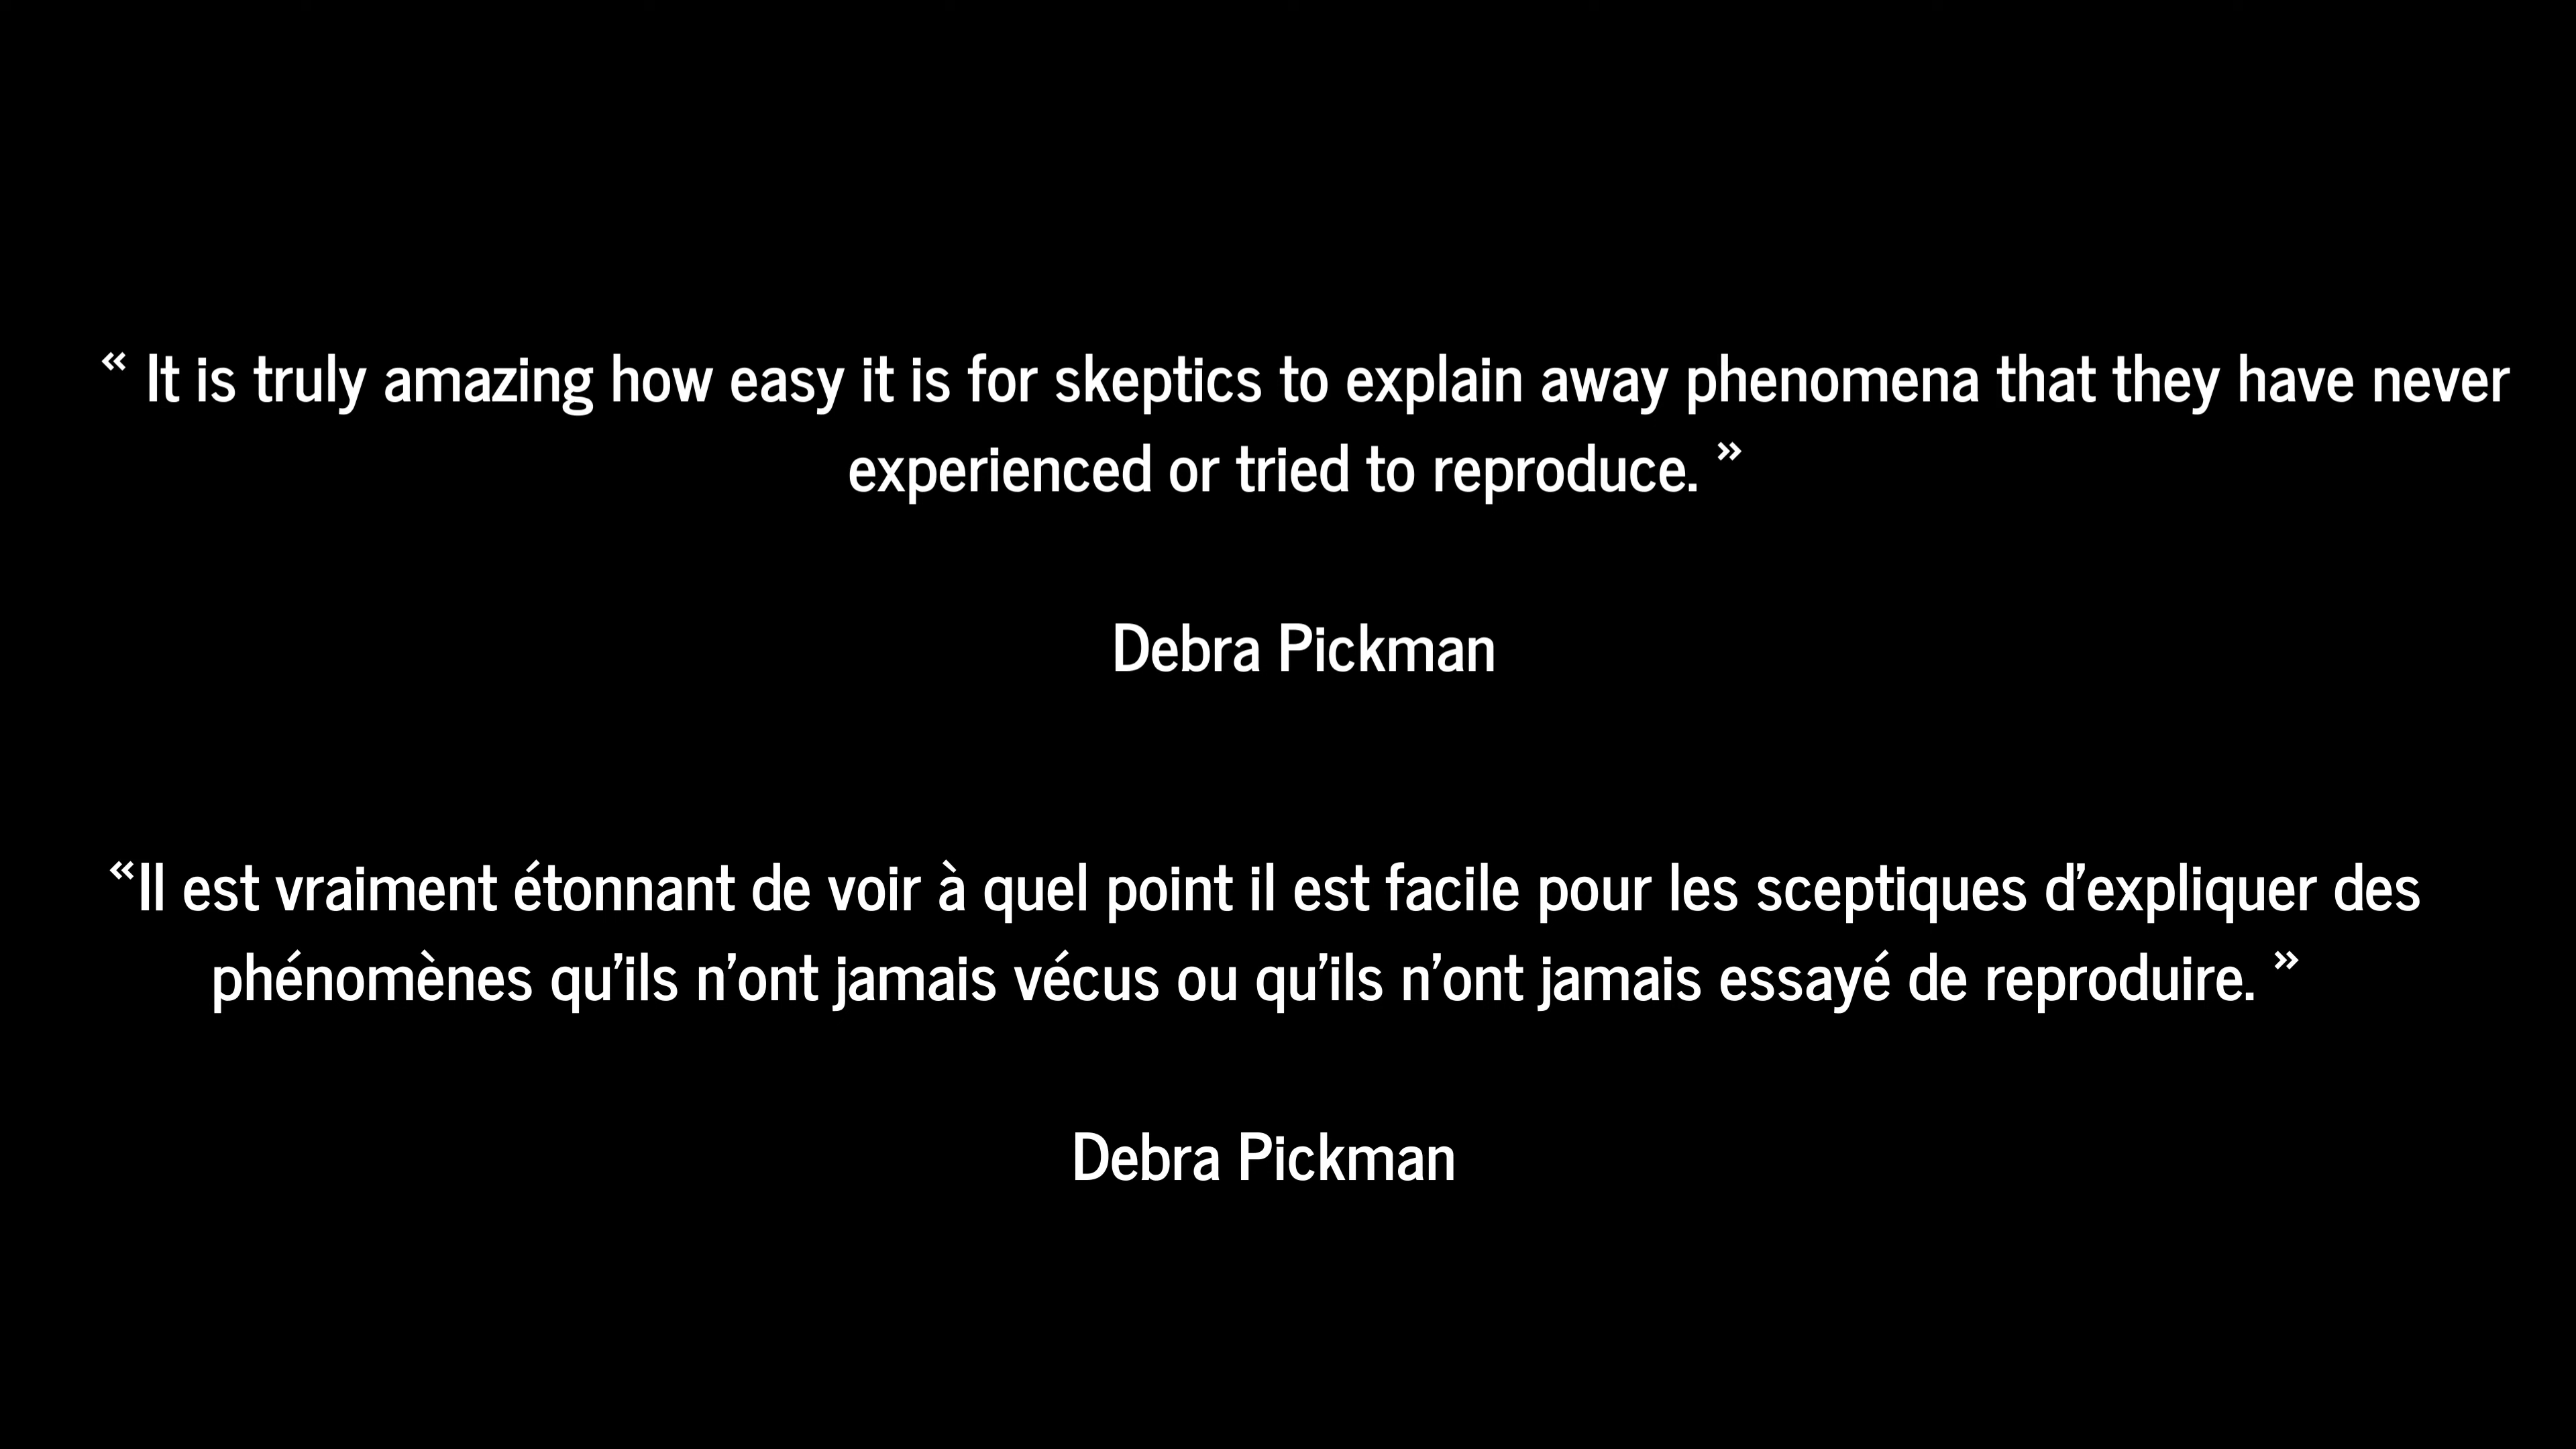 « It is truly amazing how easy it is for skeptics to explain away phenomena that they have never
experienced or tried to reproduce. »
Debra Pickman
«Il est vraiment étonnant de voir à quel point il est facile pour les sceptiques d’expliquer des
phénomènes qu’ils n’ont jamais vécus ou qu’ils n’ont jamais essayé de reproduire. »
Debra Pickman